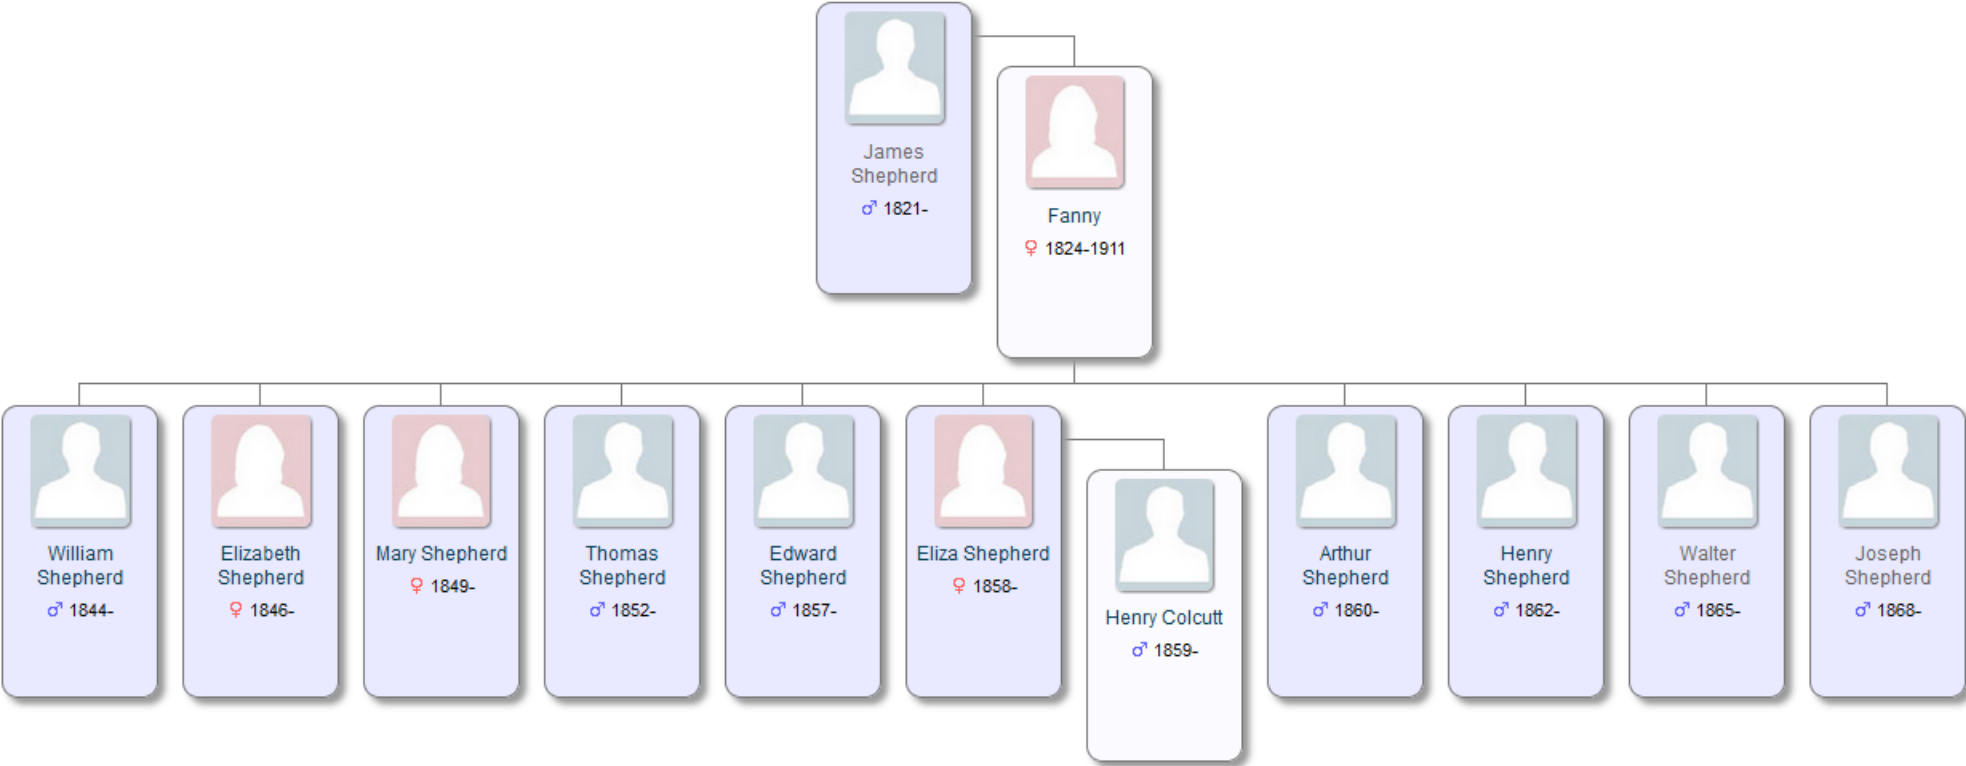 James
Shepherd
♂ 1821-
Fanny
♀ 1824-1911
William
Shepherd
♂ 1844-
Elizabeth
Shepherd
♀ 1846-
Mary Shepherd
♀ 1849-
Thomas
Shepherd
♂ 1852-
Edward
Shepherd
♂ 1857-
Eliza Shepherd
♀ 1858-
Henry Colcutt
♂ 1859-
Arthur
Shepherd
♂ 1860-
Henry
Shepherd
♂ 1862-
Walter
Shepherd
♂ 1865-
Joseph
Shepherd
♂ 1868-